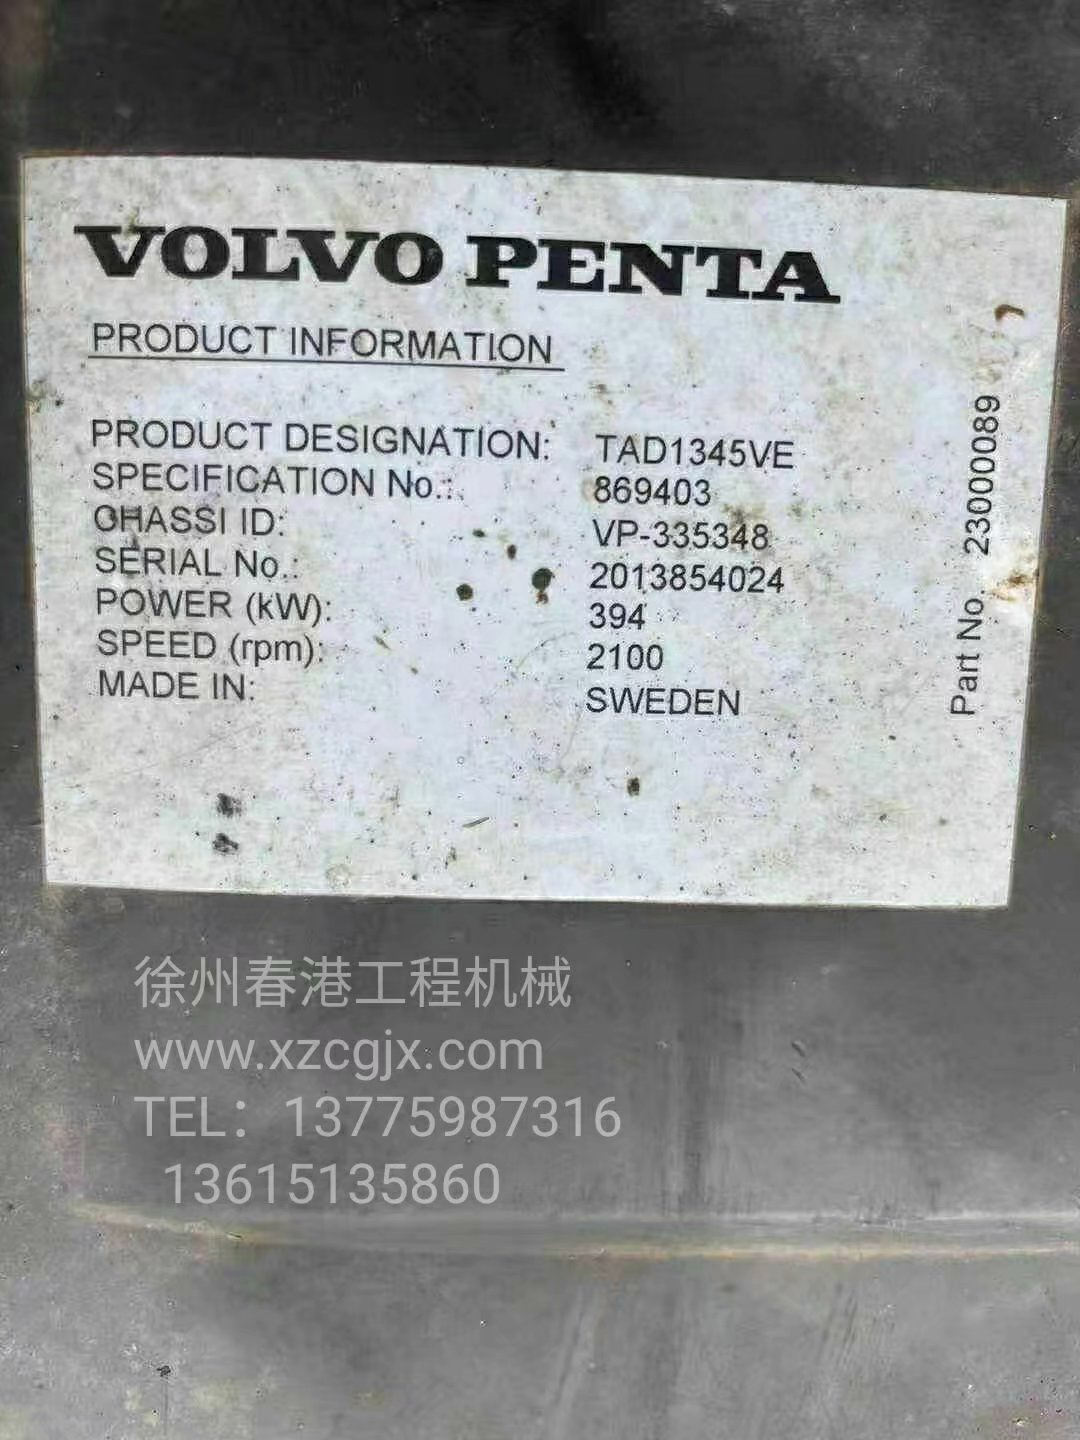 VOLVO PENTA
PRODUCT INFORMATION
PRODUCT DESIGNATION: TAD1345VE
SPECIFICATION No.: 869403
CHASSI ID: VP-335348
SERIAL No.: 2013854024
POWER (kW): 394
SPEED (rpm): 2100
MADE IN: SWEDEN
Part No. 23000089
徐州春港工程机械
www.xzcgjx.com
TEL：13775987316
13615135860